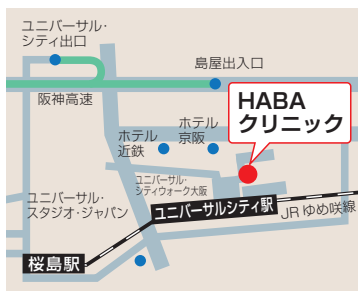 ユニバーサル・
シティ出口
島屋出入口
阪神高速
HABA
クリニック
ホテル
京阪
ホテル
近鉄
ユニバーサル・
シティウォーク大阪
ユニバーサル・
スタジオ・ジャパン
ユニバーサルシティ駅
JRゆめ咲線
桜島駅